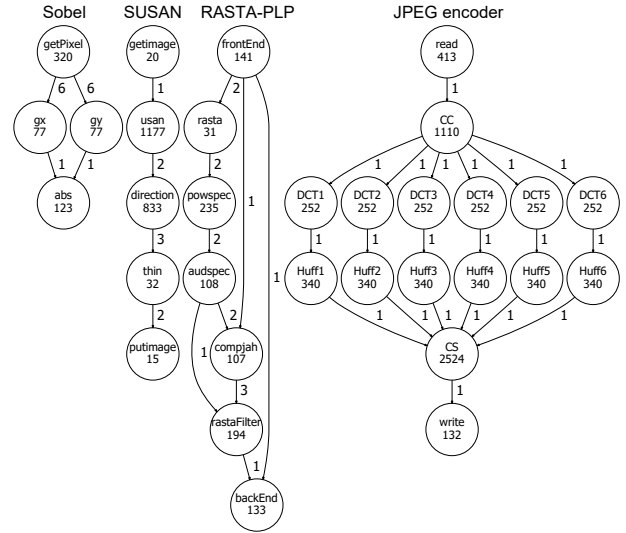 Sobel SUSAN RASTA-PLP JPEG encoder
getPixel
320
6 6
gx
77
gy
77
1 1
abs
123
getimage
20
1
usan
1177
2
direction
833
3
thin
32
2
putimage
15
frontEnd
141
2
rasta
31
2
powspec
235
1
2
audspec
108
1
2
1
compjah
107
3
rastaFilter
194
1
backEnd
133
read
413
1
CC
1110
1 1 1 1 1 1
DCT1
252
DCT2
252
DCT3
252
DCT4
252
DCT5
252
DCT6
252
1 1 1 1 1 1
Huff1
340
Huff2
340
Huff3
340
Huff4
340
Huff5
340
Huff6
340
1 1 1 1 1 1
CS
2524
1
write
132